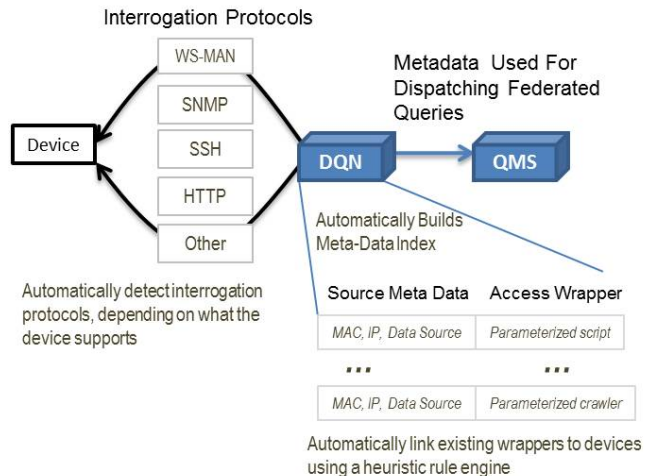 Interrogation Protocols
WS-MAN
SNMP
SSH
HTTP
Other
Device
Metadata Used For
Dispatching Federated
Queries
DQN
QMS
Automatically Builds
Meta-Data Index
Automatically detect interrogation
protocols, depending on what the
device supports
Source Meta Data Access Wrapper
MAC, IP, Data Source Parameterized script
... ...
MAC, IP, Data Source Parameterized crawler
Automatically link existing wrappers to devices
using a heuristic rule engine